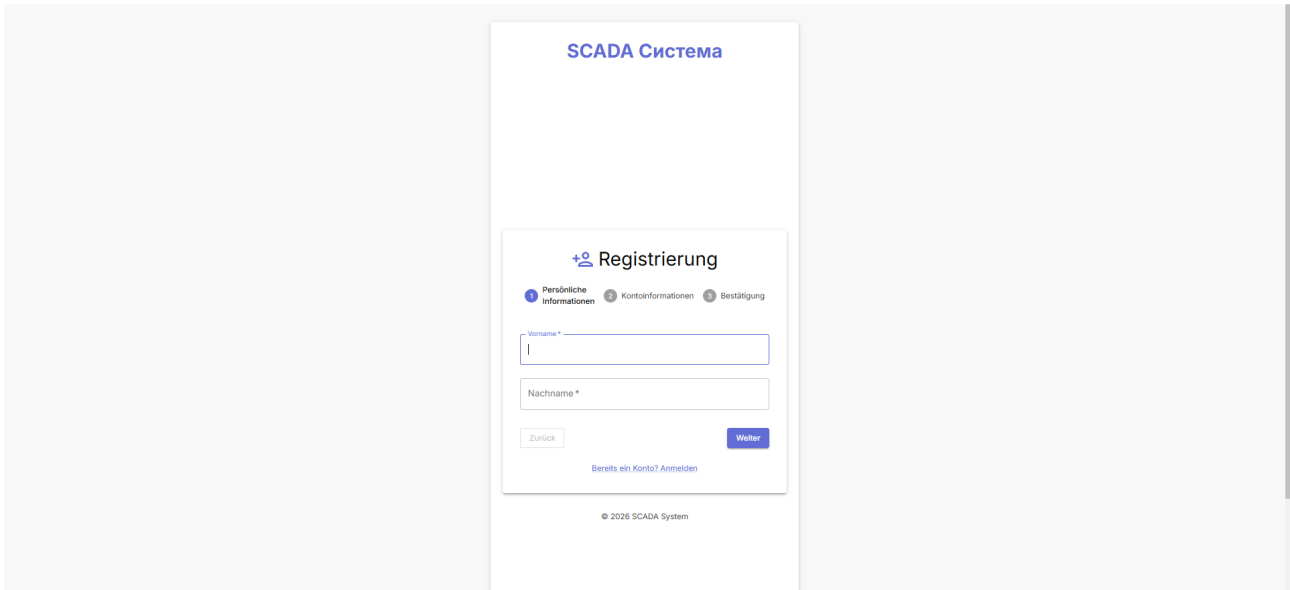 SCADA Система
Registrierung
1 Persönliche Informationen
2 Kontoinformationen
3 Bestätigung
Vorname *
Nachname *
Zurück
Weiter
Bereits ein Konto? Anmelden
© 2026 SCADA System